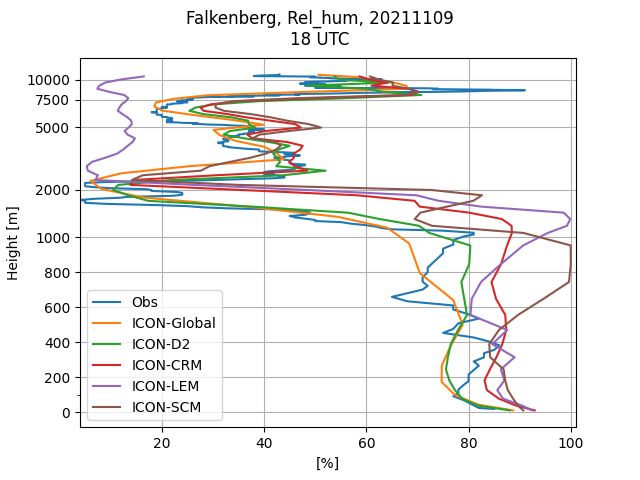 Falkenberg, Rel_hum, 20211109
18 UTC
10000
7500
5000
2000
1000
800
600
400
200
0
Height [m]
Obs
ICON-Global
ICON-D2
ICON-CRM
ICON-LEM
ICON-SCM
20
40
60
80
100
[%]